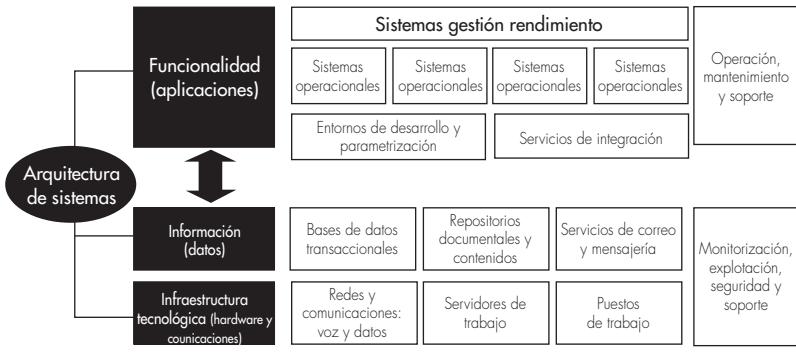 Arquitectura
de sistemas
Funcionalidad
(aplicaciones)
Sistemas gestión rendimiento
Sistemas
operacionales
Sistemas
operacionales
Sistemas
operacionales
Sistemas
operacionales
Entornos de desarrollo y
parametrización
Servicios de integración
Operación,
mantenimiento
y soporte
Información
(datos)
Bases de datos
transaccionales
Repositorios
documentales y
contenidos
Servicios de correo
y mensajería
Infraestructura
tecnológica (hardware y
counicaciones)
Redes y
comunicaciones:
voz y datos
Servidores de
trabajo
Puestos
de trabajo
Monitorización,
explotación,
seguridad y
soporte